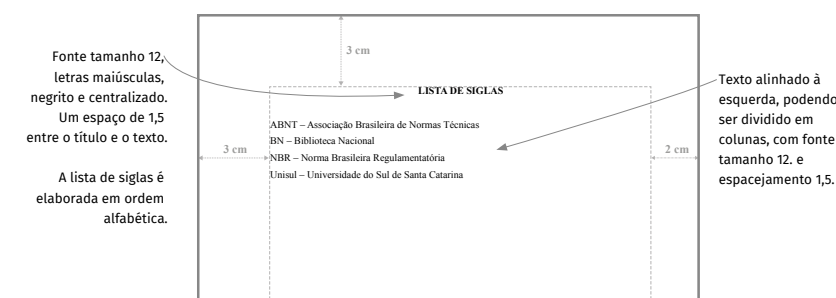 Fonte tamanho 12,
letras maiúsculas,
negrito e centralizado.
Um espaço de 1,5
entre o título e o texto.
A lista de siglas é
elaborada em ordem
alfabética.
3 cm
LISTA DE SIGLAS
ABNT – Associação Brasileira de Normas Técnicas
BN – Biblioteca Nacional
NBR – Norma Brasileira Regulamentatória
Unisul – Universidade do Sul de Santa Catarina
3 cm
2 cm
Texto alinhado à
esquerda, podendo
ser dividido em
colunas, com fonte
tamanho 12. e
espacejamento 1,5.